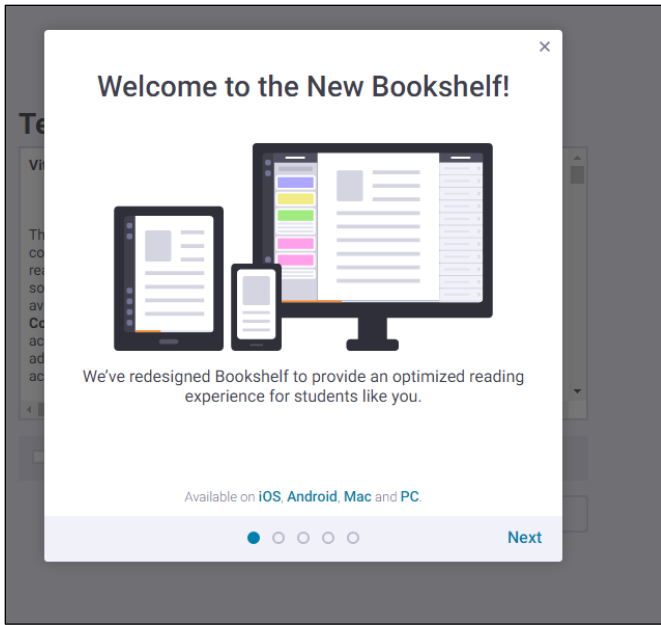 Welcome to the New Bookshelf!
We've redesigned Bookshelf to provide an optimized reading
experience for students like you.
Available on iOS, Android, Mac and PC.
Next